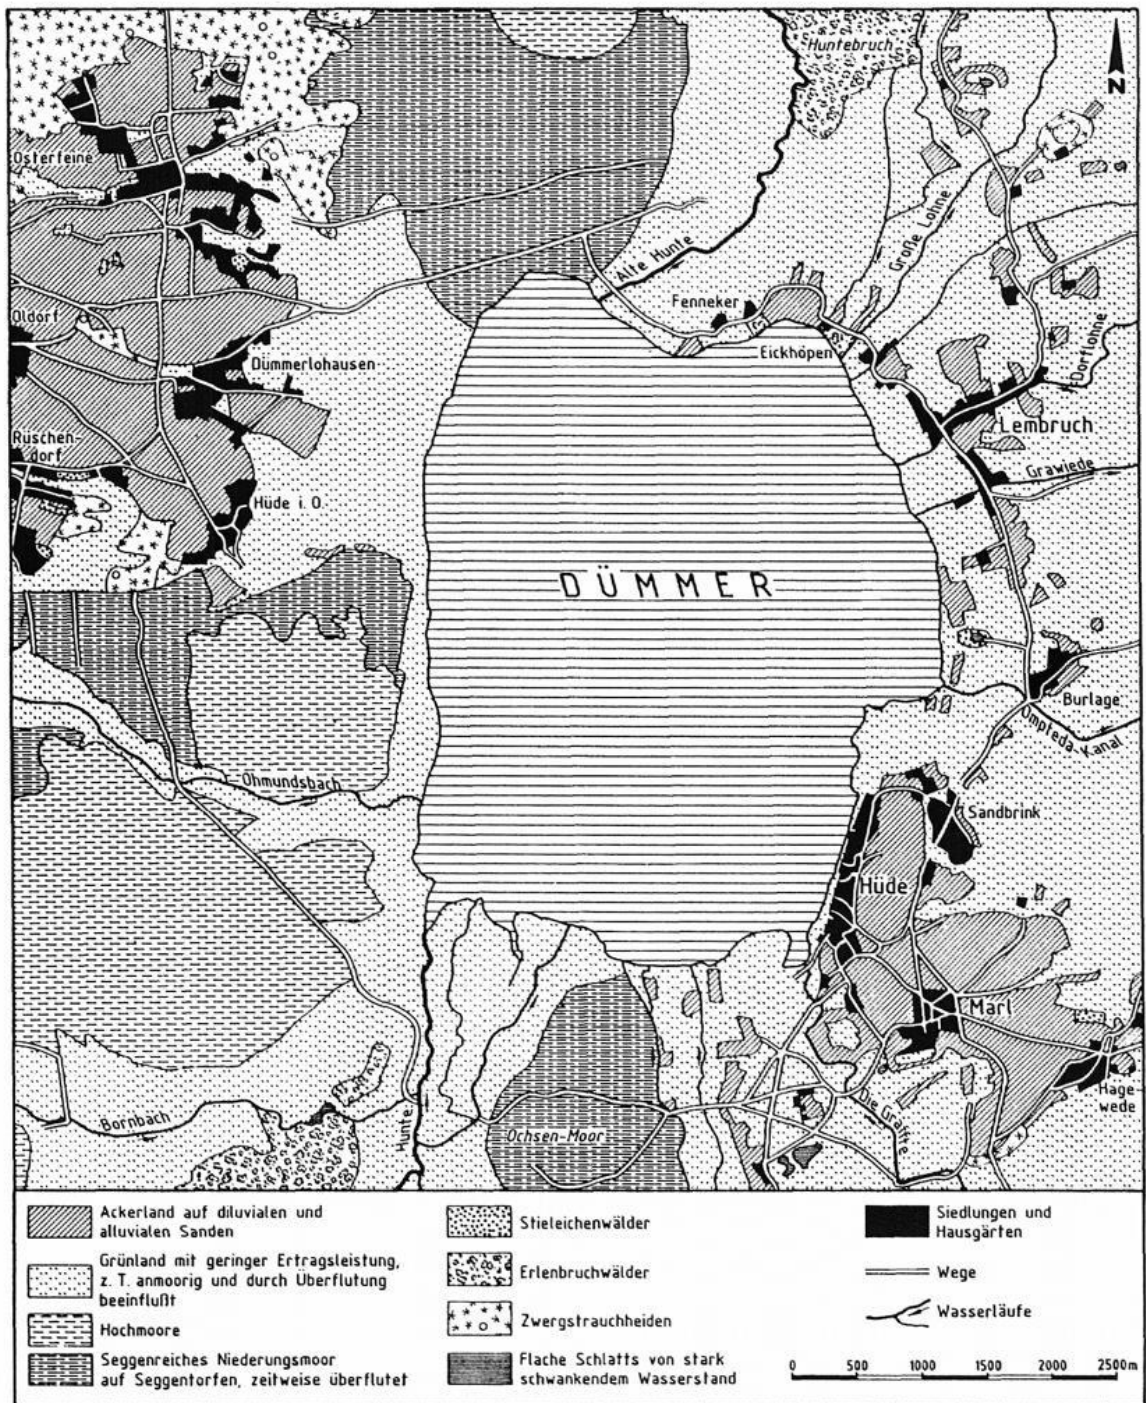 Huntebruch
N
Osterfeine
Große Lohne
Alte Hunte
Fenneker
Oldorf
Eickhöpen
Dorflohne
Dümmerlohausen
Lembruch
Rüschen-
dorf
Grawiede
Hüde i. O.
DÜMMER
Burlage
Ompteda-Kanal
Ohmundsbach
Sandbrink
Hüde
Marl
Hage-
wede
Bornbach
Hunte
Die Gräfte
Ochsen-Moor
Ackerland auf diluvialen und
alluvialen Sanden
Grünland mit geringer Ertragsleistung,
z. T. anmoorig und durch Überflutung
beeinflußt
Hochmoore
Seggenreiches Niederungsmoor
auf Seggentorfen, zeitweise überflutet
Stieleichenwälder
Erlenbruchwälder
Zwergstrauchheiden
Flache Schlatts von stark
schwankendem Wasserstand
Siedlungen und
Hausgärten
Wege
Wasserläufe
0 500 1000 1500 2000 2500 m